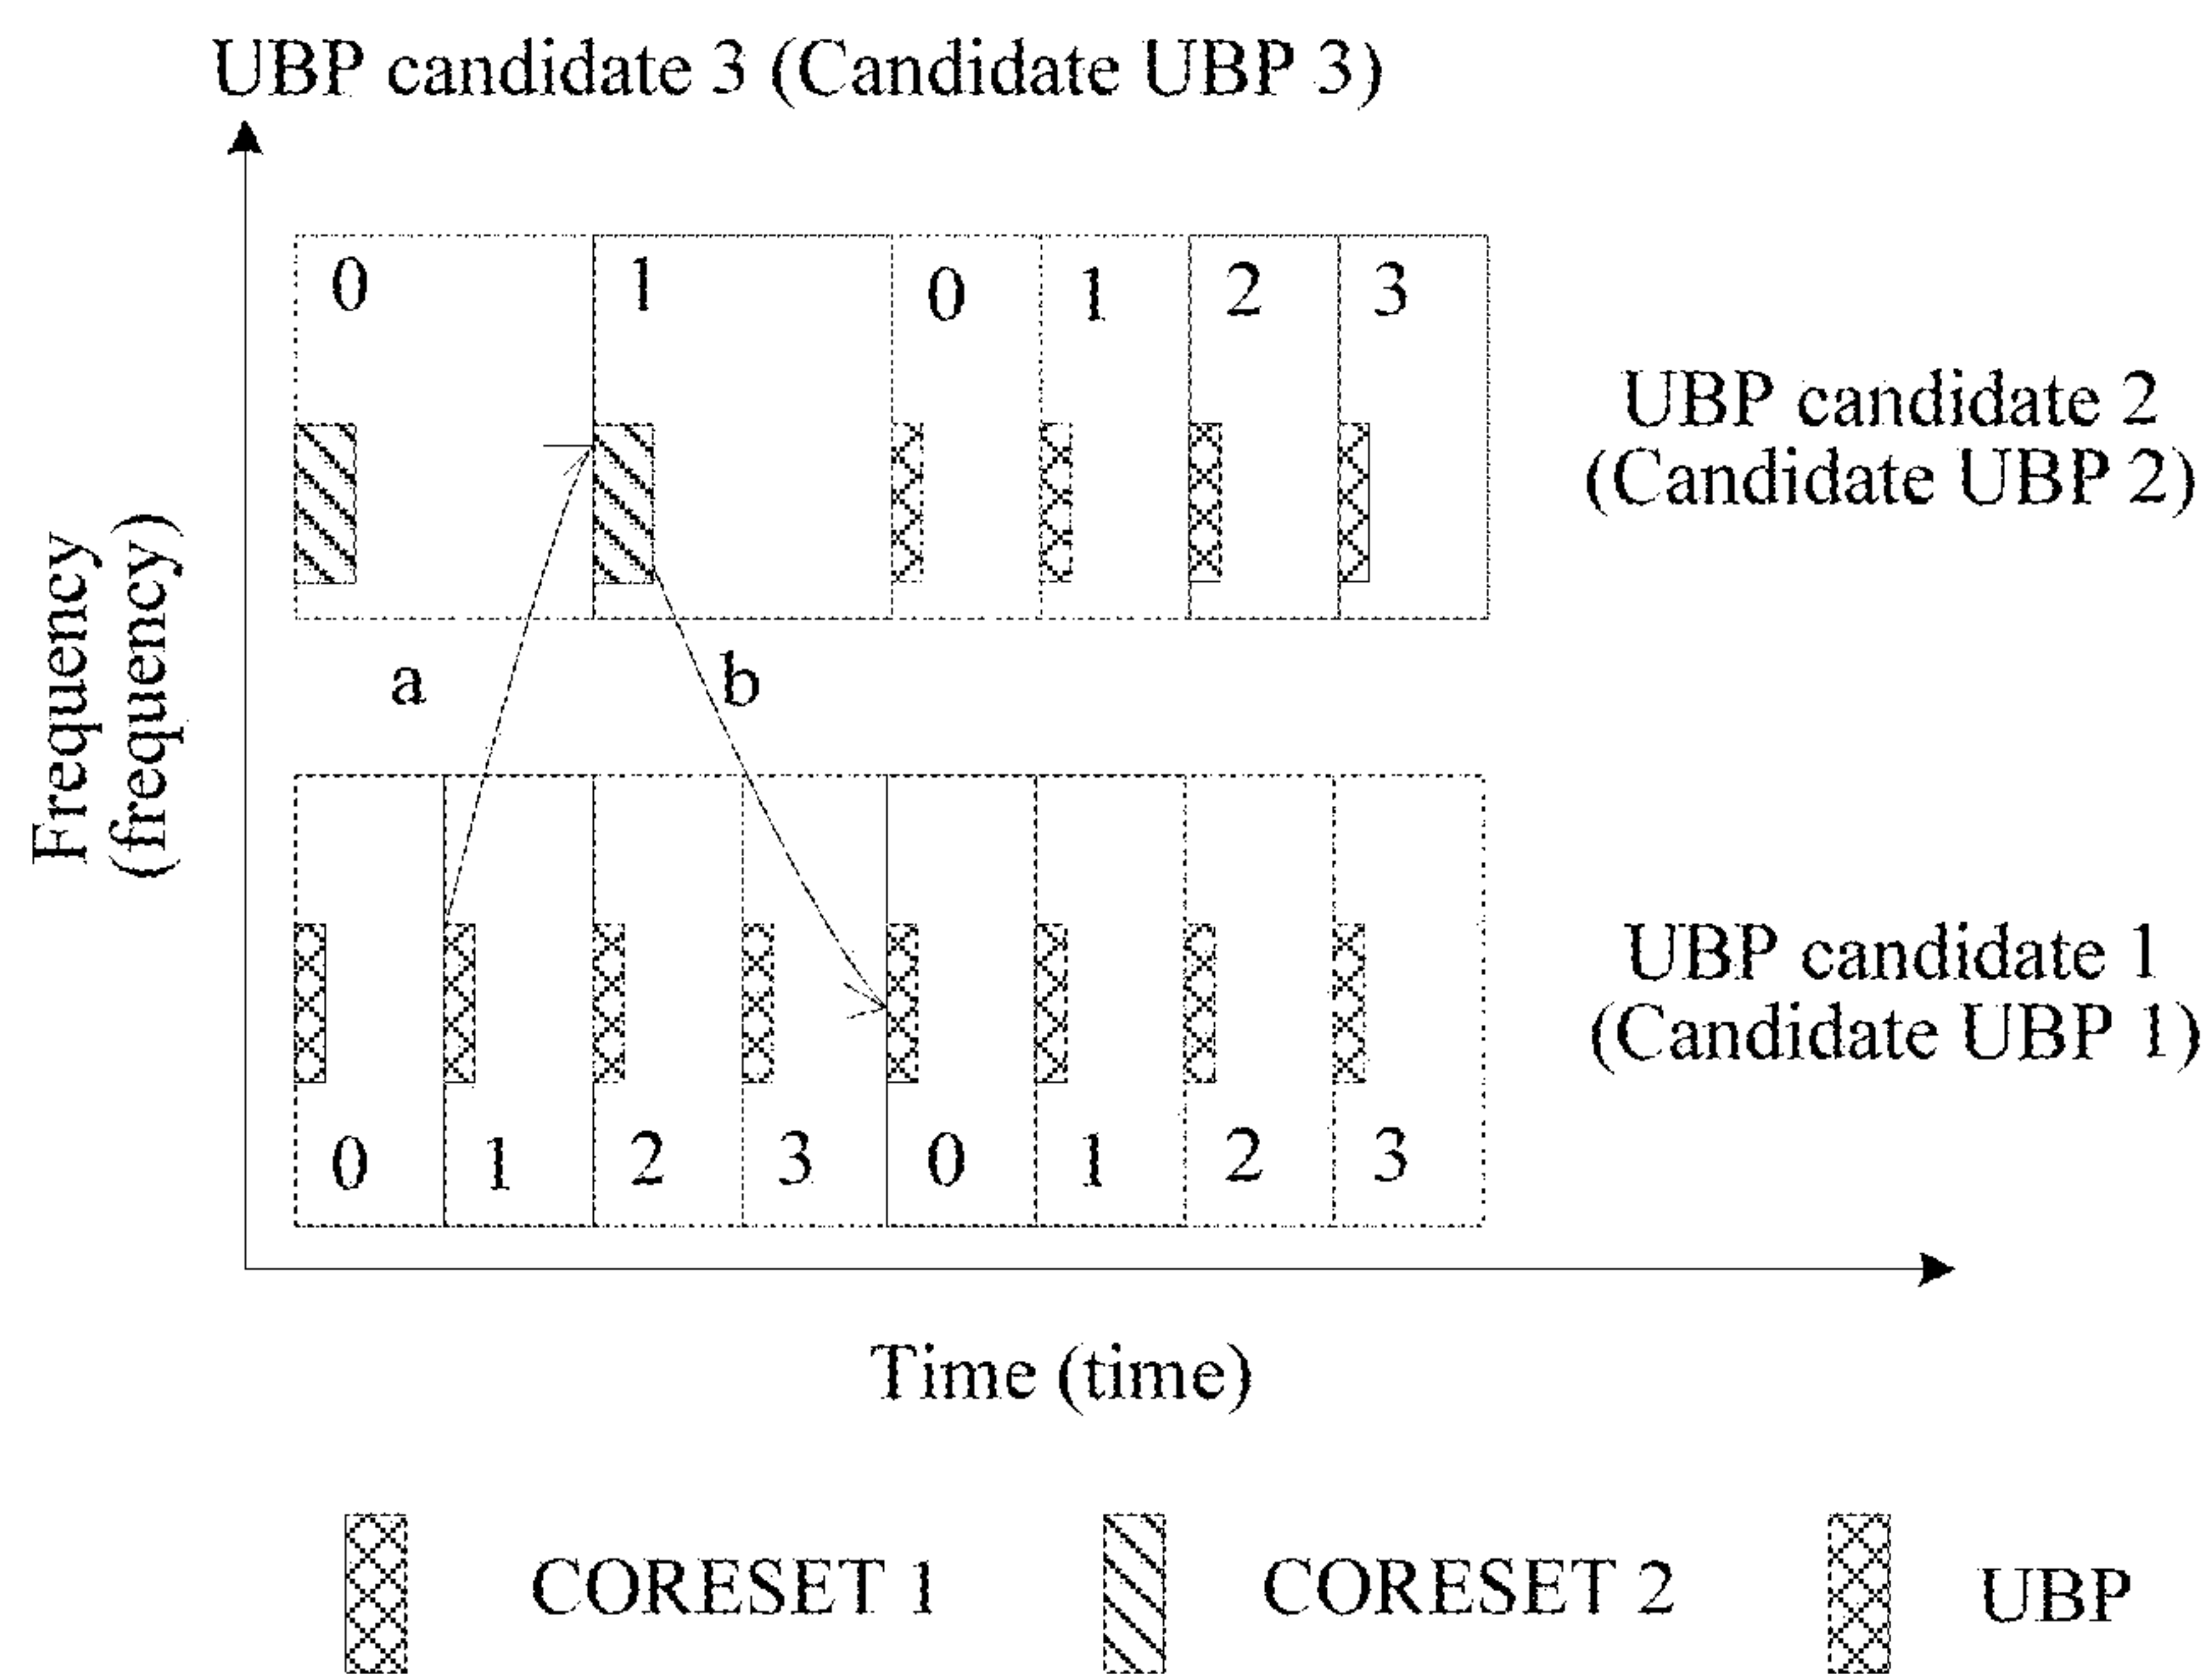 UBP candidate 3 (Candidate UBP 3)
0 1 0 1 2 3
UBP candidate 2
(Candidate UBP 2)
Frequency
(frequency)
a b
UBP candidate 1
(Candidate UBP 1)
0 1 2 3 0 1 2 3
Time (time)
CORESET 1 CORESET 2 UBP